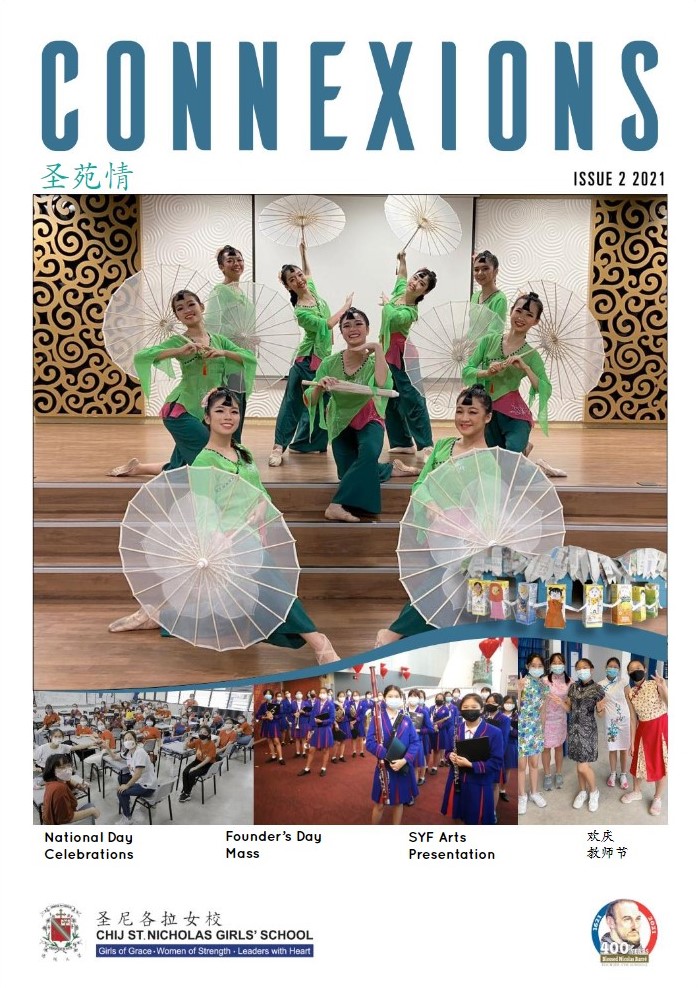 CONNEXIONS
圣苑情
ISSUE 2 2021
National Day
Celebrations
Founder's Day
Mass
SYF Arts
Presentation
欢庆
教师节
圣尼各拉女校
CHIJ ST. NICHOLAS GIRLS' SCHOOL
Girls of Grace • Women of Strength • Leaders with Heart
1621
2021
400 YEARS
Blessed Nicolas Barré